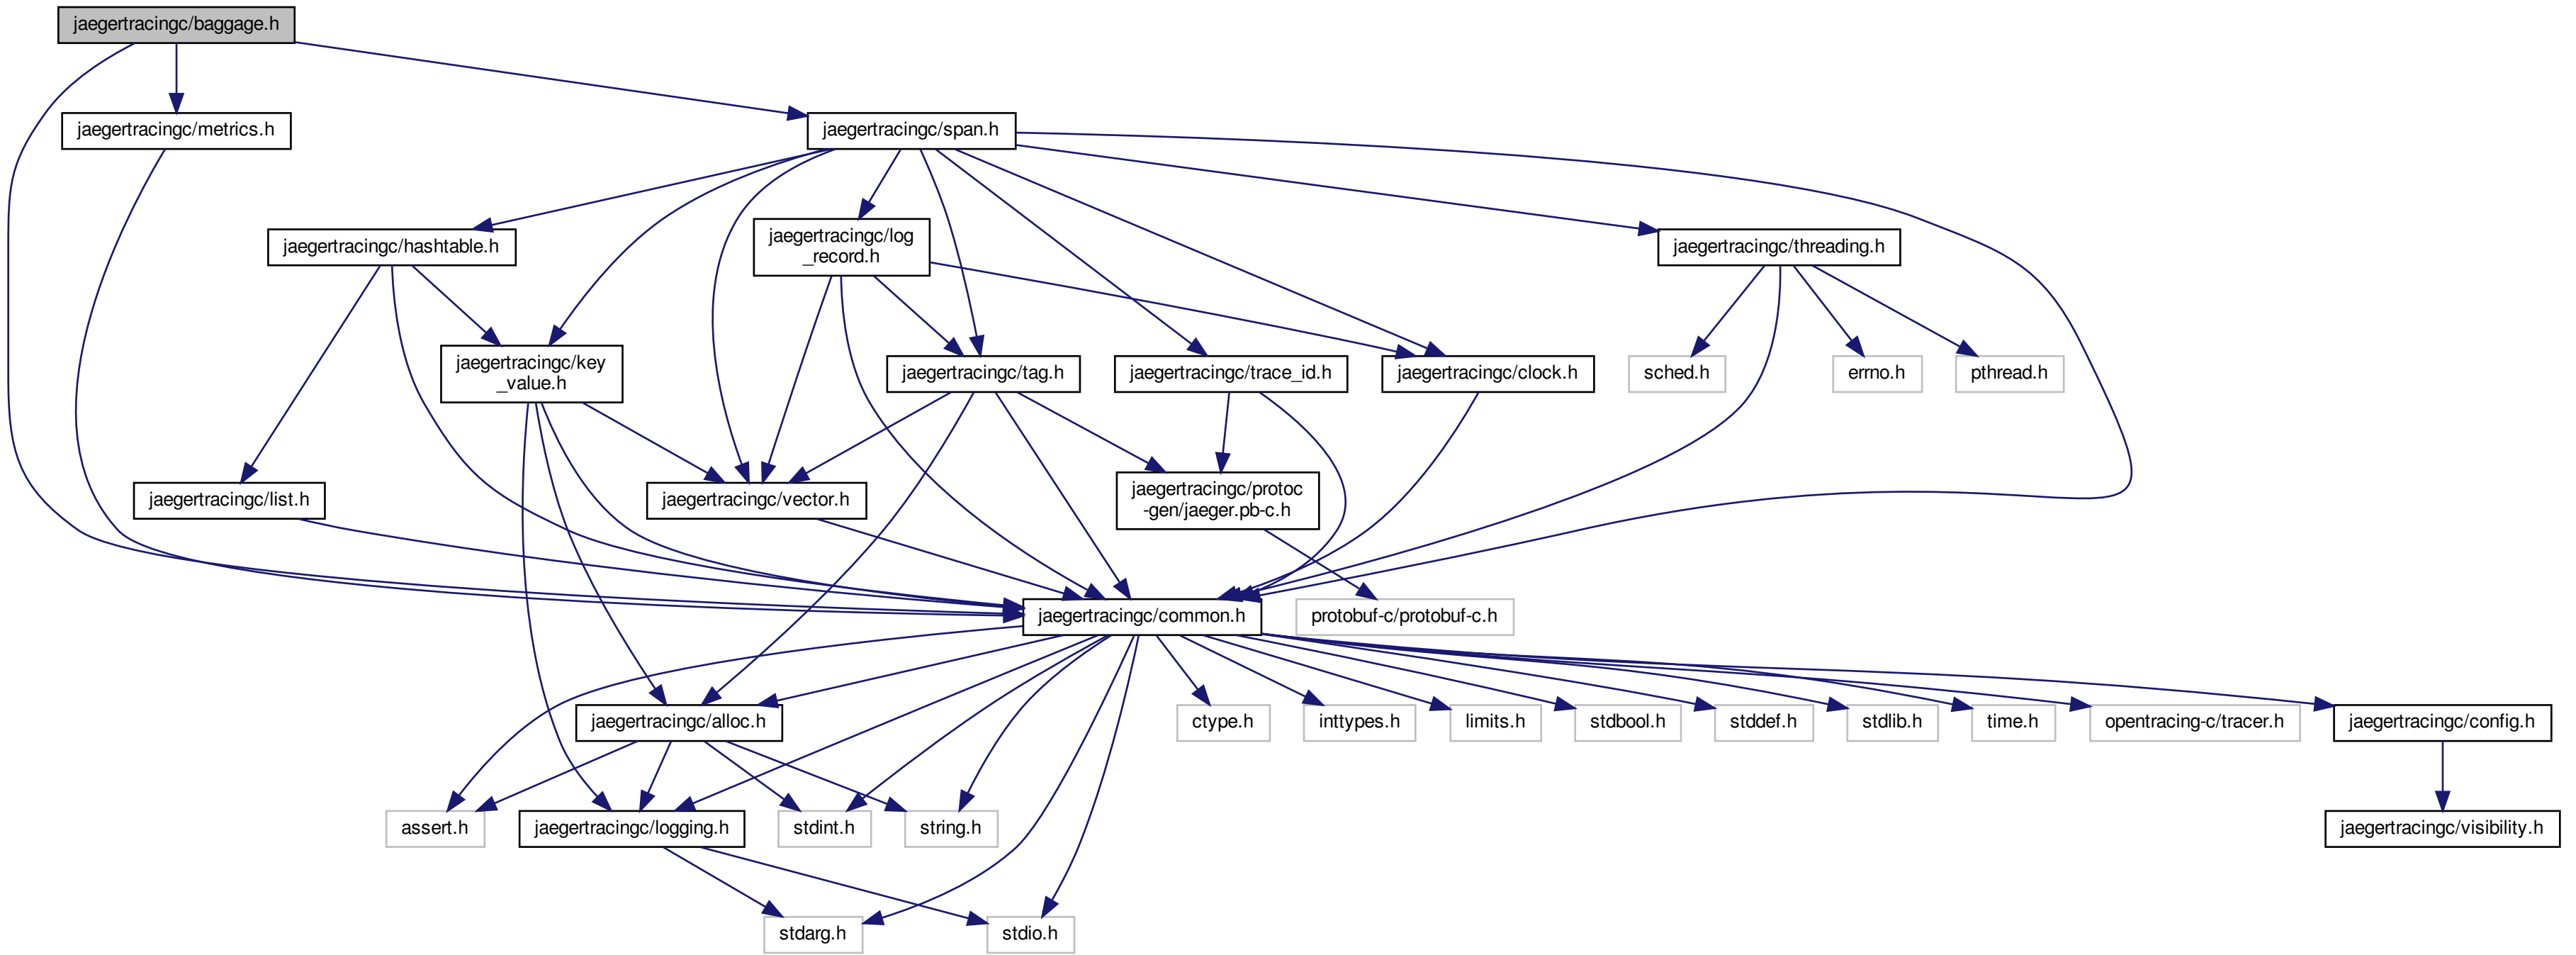 jaegertracingc/baggage.h
jaegertracingc/metrics.h
jaegertracingc/span.h
jaegertracingc/hashtable.h
jaegertracingc/log
_record.h
jaegertracingc/threading.h
jaegertracingc/key
_value.h
jaegertracingc/tag.h
jaegertracingc/trace_id.h
jaegertracingc/clock.h
sched.h
errno.h
pthread.h
jaegertracingc/list.h
jaegertracingc/vector.h
jaegertracingc/protoc
-gen/jaeger.pb-c.h
jaegertracingc/common.h
protobuf-c/protobuf-c.h
jaegertracingc/alloc.h
ctype.h
inttypes.h
limits.h
stdbool.h
stddef.h
stdlib.h
time.h
opentracing-c/tracer.h
jaegertracingc/config.h
assert.h
jaegertracingc/logging.h
stdint.h
string.h
jaegertracingc/visibility.h
stdarg.h
stdio.h